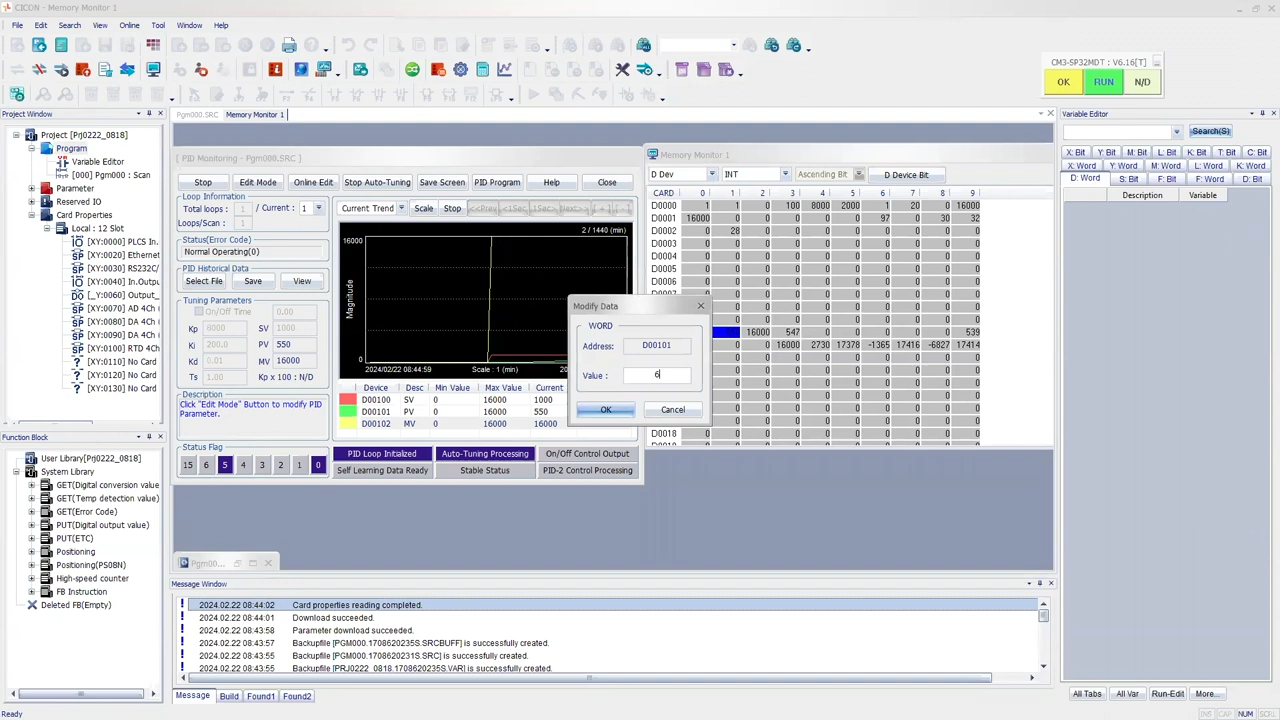 CICON
File Edit Search View Online Tool Window Help
CM3-SP32MDT : V6.16[T]
OK RUN N/D
Project Window
Project [Prj0222_0818]
Program
Variable Editor
[000] Pgm000 : Scan
Parameter
Reserved IO
Card Properties
Local : 12 Slot
[XY:0000] PLCS In.
[XY:0020] Ethernet
[XY:0030] RS232C/
[XY:0040] In.Output
[_Y:0060] Output_
[XY:0070] AD 4Ch (
[XY:0080] DA 4Ch (
[XY:0090] DA 4Ch (
[XY:0100] RTD 4Ch
[XY:0110] No Card
[XY:0120] No Card
[XY:0130] No Card
Function Block
User Library[Prj0222_0818]
System Library
GET(Digital conversion value
GET(Temp detection value)
GET(Error Code)
PUT(Digital output value)
PUT(ETC)
Positioning
Positioning(PS08N)
High-speed counter
FB Instruction
Deleted FB(Empty)
Pgm000.SRC Memory Monitor 1
[ PID Monitoring - Pgm000.SRC ]
Stop Edit Mode Online Edit Stop Auto-Tuning Save Screen PID Program Help Close
Loop Information
Total loops : 1 / Current : 1
Loops/Scan : 1
Status(Error Code)
Normal Operating(0)
PID Historical Data
Select File Save View
Tuning Parameters
On/Off Time 0.00
Kp 8000 SV 1000
Ki 200.0 PV 550
Kd 0.01 MV 16000
Ts 1.00 Kp x 100 : N/D
Description
Click "Edit Mode" Button to modify PID
Parameter.
Status Flag
15 6 5 4 3 2 1 0
Current Trend Scale Stop <<Prev <1Sec 1Sec> Next>> [ + ] [ - ]
2 / 1440 (min)
16000
Magnitude
0
2024/02/22 08:44:59 Scale : 1 (min) 20
Device Desc Min Value Max Value Current
D00100 SV 0 16000 1000
D00101 PV 0 16000 550
D00102 MV 0 16000 16000
PID Loop Initialized Auto-Tuning Processing On/Off Control Output
Self Learning Data Ready Stable Status PID-2 Control Processing
Memory Monitor 1
D Dev INT Ascending Bit D Device Bit
CARD 0 1 2 3 4 5 6 7 8 9
D0000 1 1 0 100 8000 2000 1 20 0 16000
D0001 16000 0 0 0 0 0 97 0 30 32
D0002 0 28 0 0 0 0 0 0 0 0
D0003 0 0 0 0 0 0 0 0 0 0
D0004 0 0 0 0 0 0 0 0 0 0
D0005 0 0 0 0 0 0 0 0 0 0
D0006 0 0 0 0 0 0 0 0 0 0
16000 547 0 0 0 0 0 539
0 16000 2730 17378 -1365 17416 -6827 17414
D0018 0 0 0 0 0 0 0 0 0 0
Modify Data
WORD
Address: D00101
Value : 6
OK Cancel
Pgm00...
Variable Editor
Search(S)
X: Bit Y: Bit M: Bit L: Bit K: Bit T: Bit C: Bit
X: Word Y: Word M: Word L: Word K: Word
D: Word S: Bit F: Bit F: Word D: Bit
Description Variable
All Tabs All Var Run-Edit More...
Message Window
2024.02.22 08:44:02 Card properties reading completed.
2024.02.22 08:44:01 Download succeeded.
2024.02.22 08:43:58 Parameter download succeeded.
2024.02.22 08:43:57 Backupfile [PGM000.1708620235S.SRCBUFF] is successfully created.
2024.02.22 08:43:55 Backupfile [PGM000.1708620231S.SRC] is successfully created.
2024.02.22 08:43:55 Backupfile [PRJ0222_0818.1708620235S.VAR] is successfully created.
Message Build Found1 Found2
Ready INS CAP NUM SCRL